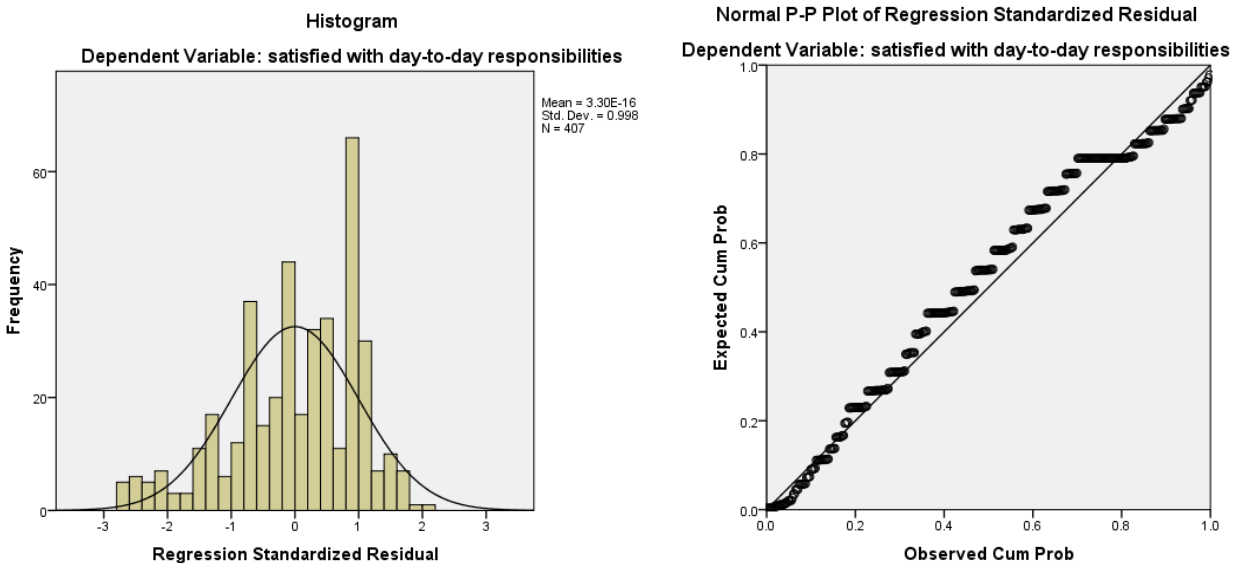 Histogram
Dependent Variable: satisfied with day-to-day responsibilities
Mean = 3.30E-16
Std. Dev. = 0.998
N = 407
60
40
20
0
Frequency
-3 -2 -1 0 1 2 3
Regression Standardized Residual
Normal P-P Plot of Regression Standardized Residual
Dependent Variable: satisfied with day-to-day responsibilities
1.0
0.8
0.6
0.4
0.2
0.0
Expected Cum Prob
0.0 0.2 0.4 0.6 0.8 1.0
Observed Cum Prob